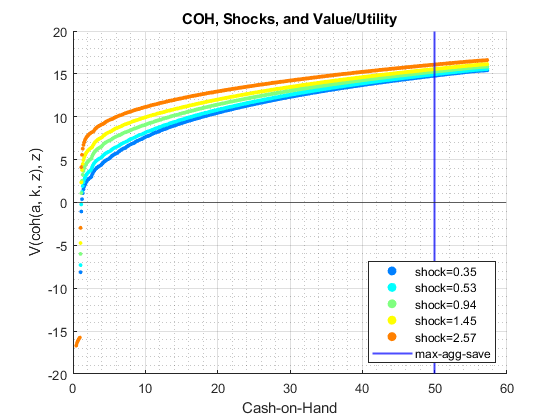 COH, Shocks, and Value/Utility
V(coh(a, k, z), z)
20
15
10
5
0
-5
-10
-15
-20
0
10
20
30
40
50
60
Cash-on-Hand
shock=0.35
shock=0.53
shock=0.94
shock=1.45
shock=2.57
max-agg-save